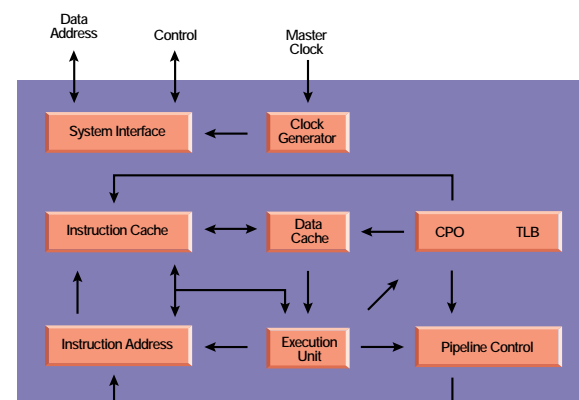 Data
Address
Control
Master
Clock
System Interface
Clock
Generator
Instruction Cache
Data
Cache
CPO TLB
Instruction Address
Execution
Unit
Pipeline Control